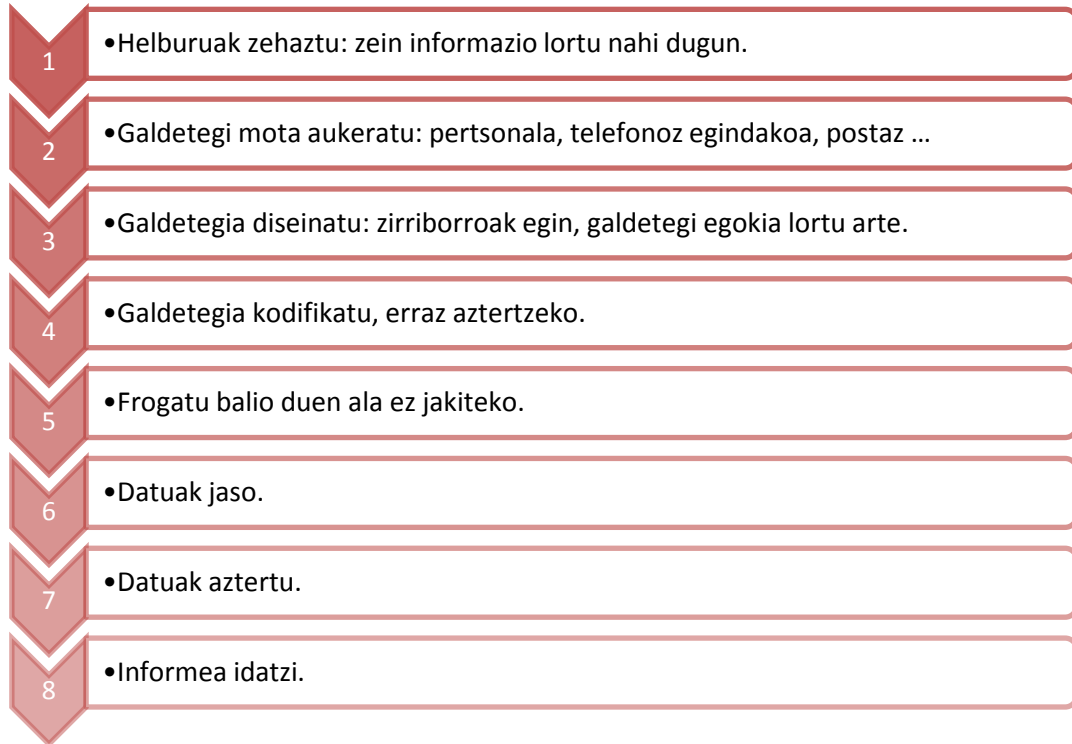 1
•Helburuak zehaztu: zein informazio lortu nahi dugun.
2
•Galdetegi mota aukeratu: pertsonala, telefonoz egindakoa, postaz ...
3
•Galdetegia diseinatu: zirriborroak egin, galdetegi egokia lortu arte.
4
•Galdetegia kodifikatu, erraz aztertzeko.
5
•Frogatu balio duen ala ez jakiteko.
6
•Datuak jaso.
7
•Datuak aztertu.
8
•Informea idatzi.